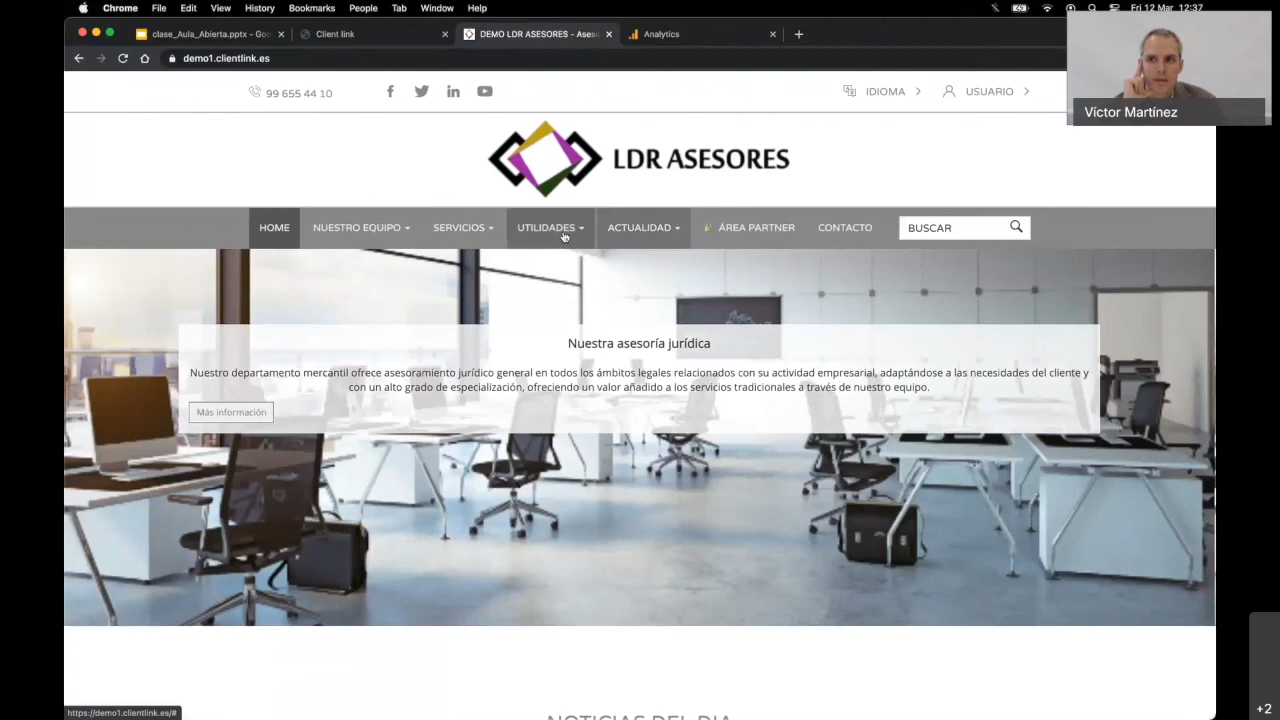 Chrome File Edit View History Bookmarks People Tab Window Help Fri 12 Mar 12:37
clase_Aula_Abierta.pptx - Goo Client link DEMO LDR ASESORES - Aseso Analytics
demo1.clientlink.es
Víctor Martínez
99 655 44 10 IDIOMA USUARIO
LDR ASESORES
HOME NUESTRO EQUIPO SERVICIOS UTILIDADES ACTUALIDAD ÁREA PARTNER CONTACTO BUSCAR
Nuestra asesoría jurídica
Nuestro departamento mercantil ofrece asesoramiento jurídico general en todos los ámbitos legales relacionados con su actividad empresarial, adaptándose a las necesidades del cliente y
con un alto grado de especialización, ofreciendo un valor añadido a los servicios tradicionales a través de nuestro equipo.
Más información
NOTICIAS DEL DIA
https://demo1.clientlink.es/#
+2